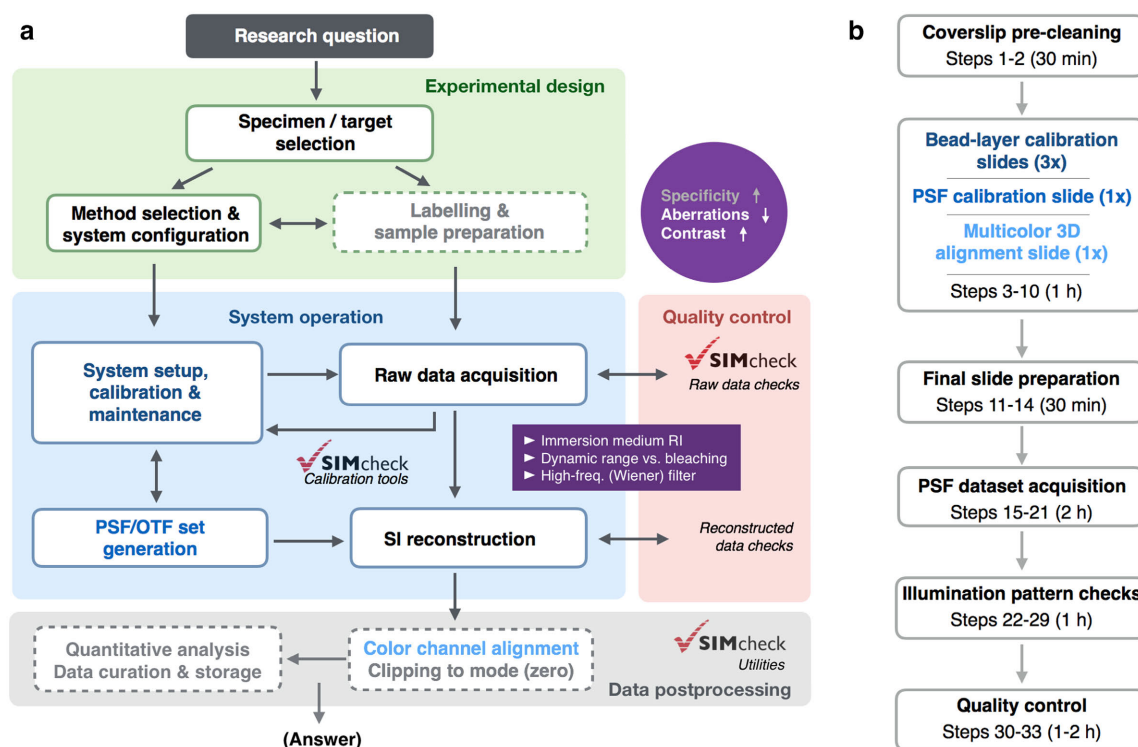 a
Research question
Experimental design
Specimen / target
selection
Method selection &
system configuration
Labelling &
sample preparation
Specificity ↑
Aberrations ↓
Contrast ↑
System operation
Quality control
System setup,
calibration &
maintenance
Raw data acquisition
SIMcheck
Raw data checks
SIMcheck
Calibration tools
► Immersion medium RI
► Dynamic range vs. bleaching
► High-freq. (Wiener) filter
PSF/OTF set
generation
SI reconstruction
Reconstructed
data checks
Quantitative analysis
Data curation & storage
Color channel alignment
Clipping to mode (zero)
SIMcheck
Utilities
Data postprocessing
(Answer)
b
Coverslip pre-cleaning
Steps 1-2 (30 min)
Bead-layer calibration
slides (3x)
PSF calibration slide (1x)
Multicolor 3D
alignment slide (1x)
Steps 3-10 (1 h)
Final slide preparation
Steps 11-14 (30 min)
PSF dataset acquisition
Steps 15-21 (2 h)
Illumination pattern checks
Steps 22-29 (1 h)
Quality control
Steps 30-33 (1-2 h)